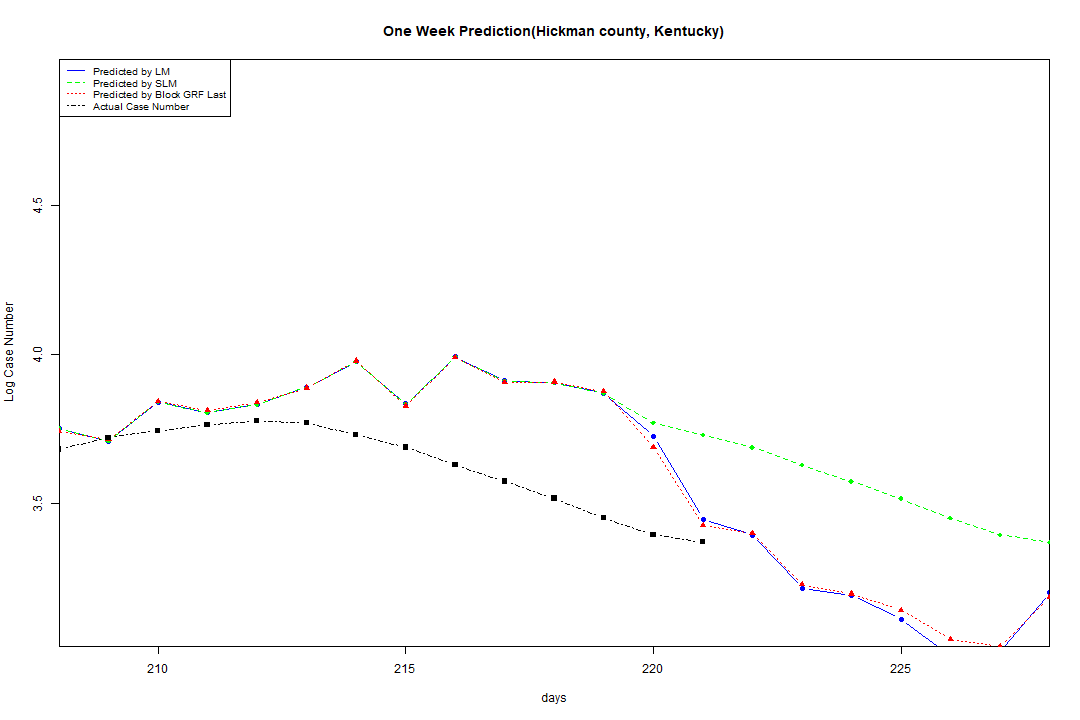 One Week Prediction(Hickman county, Kentucky)
Predicted by LM
Predicted by SLM
Predicted by Block GRF Last
Actual Case Number
4.5
4.0
3.5
Log Case Number
210
215
220
225
days